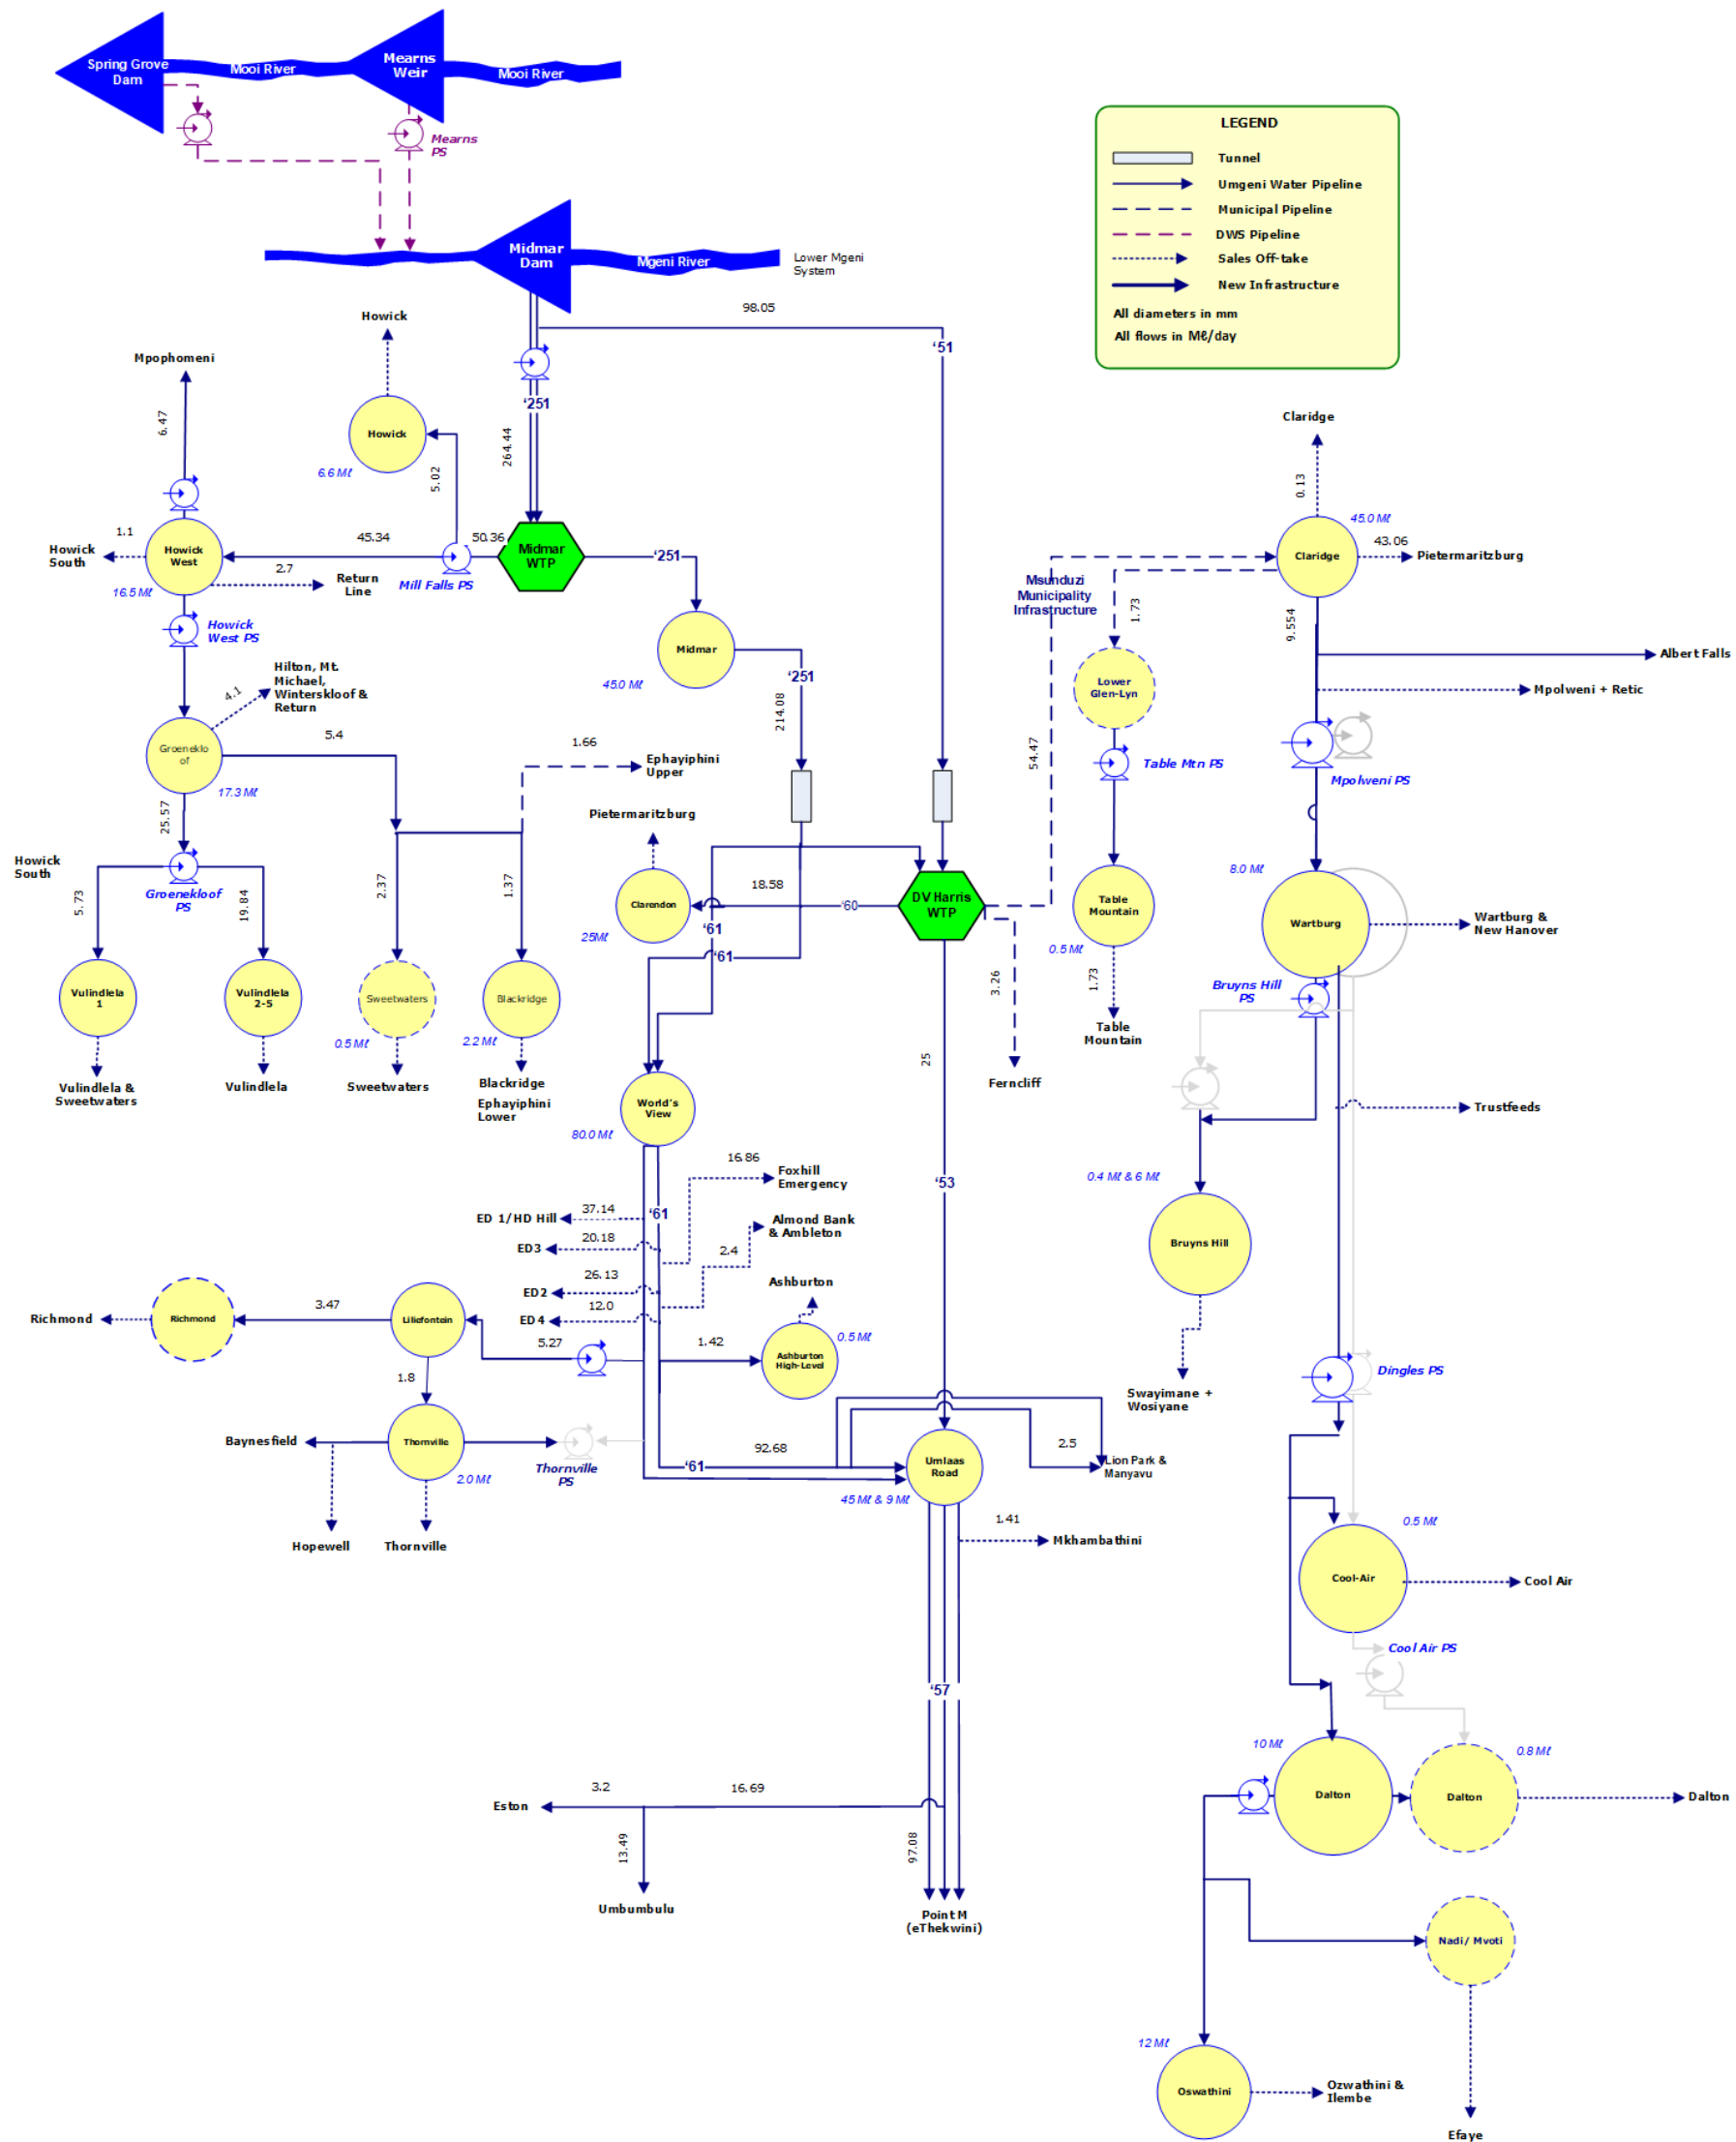 Spring Grove
Dam
Mooi River
Mearns
Weir
Mooi River
Mearns
PS
Midmar
Dam
Mgeni River
Lower Mgeni
System
LEGEND
Tunnel
Umgeni Water Pipeline
Municipal Pipeline
DWS Pipeline
Sales Off-take
New Infrastructure
All diameters in mm
All flows in Mℓ/day
98.05
‘51
‘251
264.44
Howick
Howick
6.6 Mℓ
5.02
Mpophomeni
6.47
1.1
Howick
South
Howick
West
16.5 Mℓ
45.34
50.36
2.7
Return
Line
Mill Falls PS
Midmar
WTP
‘251
Midmar
45.0 Mℓ
‘251
214.08
Howick
West PS
Hilton, Mt.
Michael,
Winterskloof &
Return
4.1
Groeneklo
of
17.3 Mℓ
5.4
25.57
1.66
Ephayiphini
Upper
Howick
South
Groenekloof
PS
5.73
19.84
2.37
1.37
Vulindlela
1
Vulindlela
2-5
Sweetwaters
0.5 Mℓ
Blackridge
2.2 Mℓ
Vulindlela &
Sweetwaters
Vulindlela
Sweetwaters
Blackridge
Ephayiphini
Lower
Pietermaritzburg
Clarendon
25Mℓ
18.58
‘60
‘61
‘61
DV Harris
WTP
3.26
Ferncliff
25
World's
View
80.0 Mℓ
‘53
‘61
16.86
Foxhill
Emergency
37.14
ED 1/HD Hill
20.18
ED3
Almond Bank
& Ambleton
2.4
26.13
ED2
12.0
ED4
Ashburton
Ashburton
High-Level
0.5 Mℓ
1.42
5.27
Richmond
Richmond
3.47
Liliefontein
1.8
Baynesfield
Thornville
2.0 Mℓ
Thornville
PS
Hopewell
Thornville
92.68
‘61
Umlaas
Road
45 Mℓ & 9 Mℓ
2.5
Lion Park &
Manyavu
1.41
Mkhambathini
‘57
Eston
3.2
16.69
13.49
Umbumbulu
97.08
Point M
(eThekwini)
Claridge
0.13
45.0 Mℓ
Claridge
43.06
Pietermaritzburg
Msunduzi
Municipality
Infrastructure
54.47
1.73
9.554
Albert Falls
Mpolweni + Retic
Lower
Glen-Lyn
Table Mtn PS
Mpolweni PS
Table
Mountain
0.5 Mℓ
1.73
Table
Mountain
8.0 Mℓ
Wartburg
Wartburg &
New Hanover
Bruyns Hill
PS
Trustfeeds
0.4 Mℓ & 6 Mℓ
Bruyns Hill
Swayimane +
Wosiyane
Dingles PS
0.5 Mℓ
Cool-Air
Cool Air
Cool Air PS
10 Mℓ
Dalton
0.8 Mℓ
Dalton
Dalton
Nadi/ Mvoti
12 Mℓ
Oswathini
Ozwathini &
Ilembe
Efaye